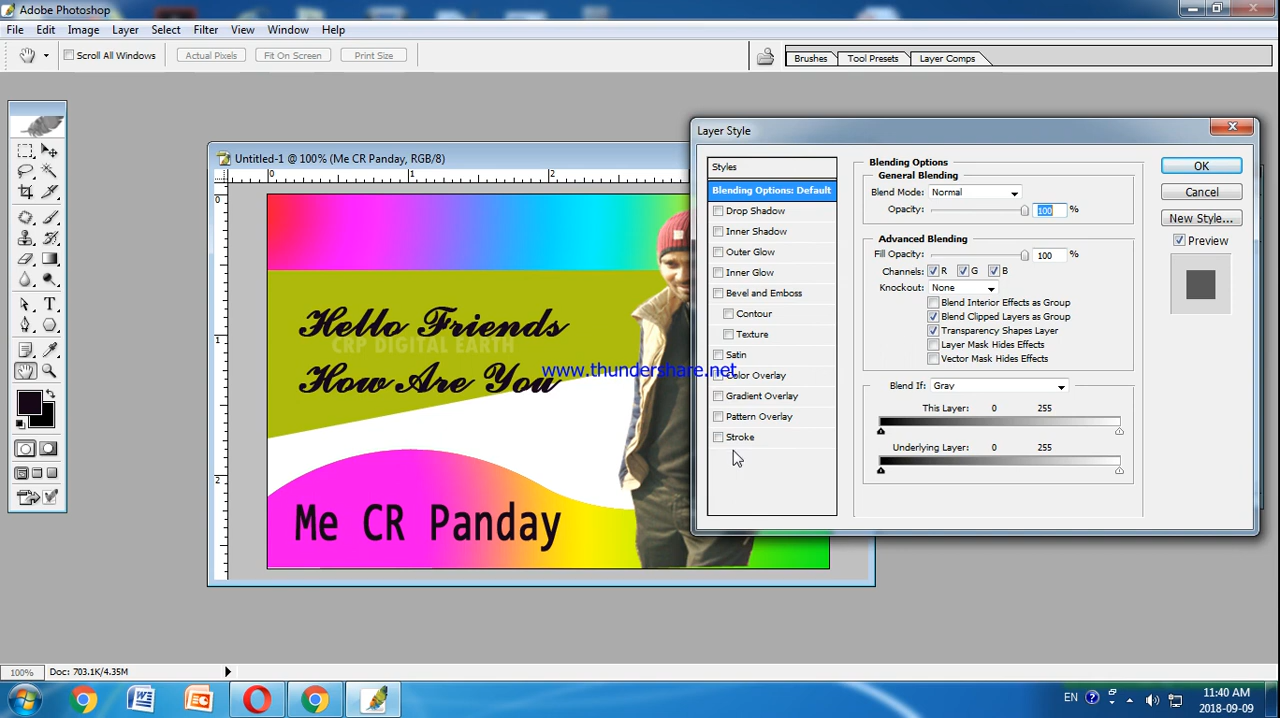 Adobe Photoshop
File Edit Image Layer Select Filter View Window Help
Scroll All Windows Actual Pixels Fit On Screen Print Size Brushes Tool Presets Layer Comps
Untitled-1 @ 100% (Me CR Panday, RGB/8)
0 1 2
0
1
2
Hello Friends
CRP DIGITAL EARTH
How Are You
www.thundershare.net
Me CR Panday
Layer Style
Styles
Blending Options: Default
Drop Shadow
Inner Shadow
Outer Glow
Inner Glow
Bevel and Emboss
Contour
Texture
Satin
Color Overlay
Gradient Overlay
Pattern Overlay
Stroke
Blending Options
General Blending
Blend Mode: Normal
Opacity: 100 %
Advanced Blending
Fill Opacity: 100 %
Channels: R G B
Knockout: None
Blend Interior Effects as Group
Blend Clipped Layers as Group
Transparency Shapes Layer
Layer Mask Hides Effects
Vector Mask Hides Effects
Blend If: Gray
This Layer: 0 255
Underlying Layer: 0 255
OK
Cancel
New Style...
Preview
100% Doc: 703.1K/4.35M
EN 11:40 AM
2018-09-09